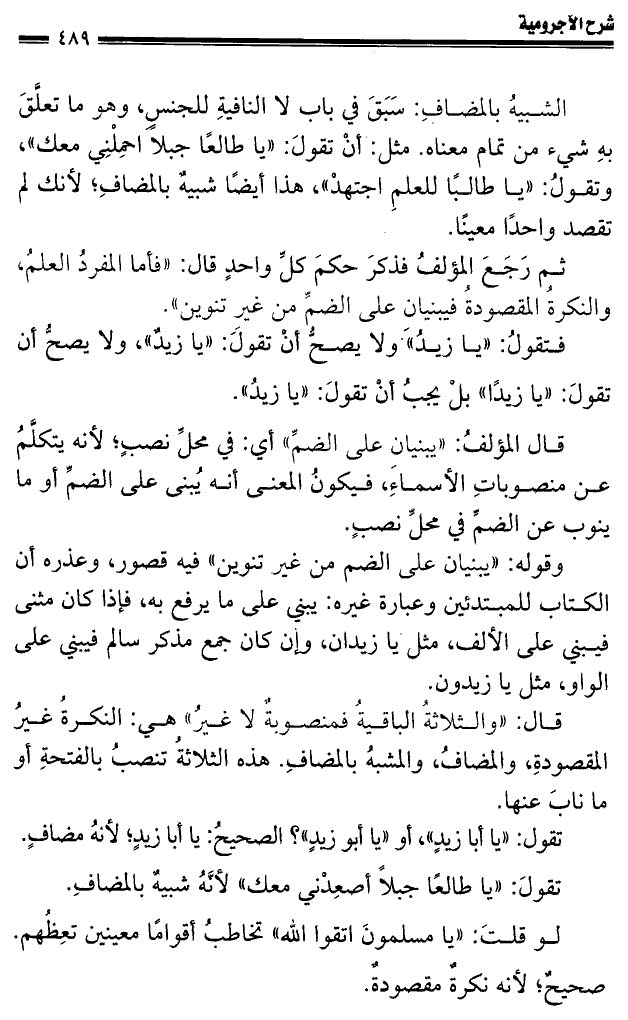 شرح الآجرومية
٤٨٩
الشبيهُ بالمضافِ: سَبَقَ في باب لا النافيةِ للجنسِ، وهو ما تعلَّقَ
بهِ شيء من تمام معناه. مثل: أنْ تقولَ: «يا طالعًا جبلاً احمِلْنِي معك»،
وتقولُ: «يا طالبًا للعلمِ اجتهدْ»، هذا أيضًا شبيهٌ بالمضافِ؛ لأنك لم
تقصد واحدًا معينًا.
ثم رَجَعَ المؤلفُ فذكرَ حكمَ كلِّ واحدٍ قال: «فأما المفردُ العلمُ،
والنكرةُ المقصودةُ فيبنيان على الضمِّ من غير تنوين».
فتقولُ: «يا زيدُ» ولا يصحُّ أنْ تقولَ: «يا زيدٌ»، ولا يصحُّ أن
تقولَ: «يا زيدًا» بلْ يجبُ أنْ تقولَ: «يا زيدُ».
قال المؤلفُ: «يبنيان على الضمِّ» أي: في محلِّ نصبٍ؛ لأنه يتكلَّمُ
عن منصوباتِ الأسماءَ، فيكونُ المعنى أنه يُبنى على الضمِّ أو ما
ينوب عن الضمِّ في محلِّ نصبٍ.
وقوله: «يبنيان على الضم من غير تنوين» فيه قصور، وعذره أن
الكتاب للمبتدئين وعبارة غيره: يبني على ما يرفع به، فإذا كان مثنى
فيبني على الألف، مثل يا زيدان، وإن كان جمع مذكر سالم فيبني على
الواو، مثل يا زيدون.
قال: «والثلاثةُ الباقيةُ فمنصوبةٌ لا غيرُ» هي: النكرةُ غيرُ
المقصودةِ، والمضافُ، والمشبهُ بالمضافِ. هذه الثلاثةُ تنصبُ بالفتحةِ أو
ما نابَ عنها.
تقول: «يا أبا زيدٍ»، أو «يا أبو زيدٍ»؟ الصحيحُ: يا أبا زيدٍ؛ لأنهُ مضافٍ.
تقولَ: «يا طالعًا جبلاً أصعِدْني معك» لأنَّهُ شبيهٌ بالمضافِ.
لو قلتَ: «يا مسلمونَ اتقوا الله» تخاطبُ أقوامًا معينين تعِظُهم.
صحيحٌ؛ لأنه نكرةٌ مقصودةٌ.